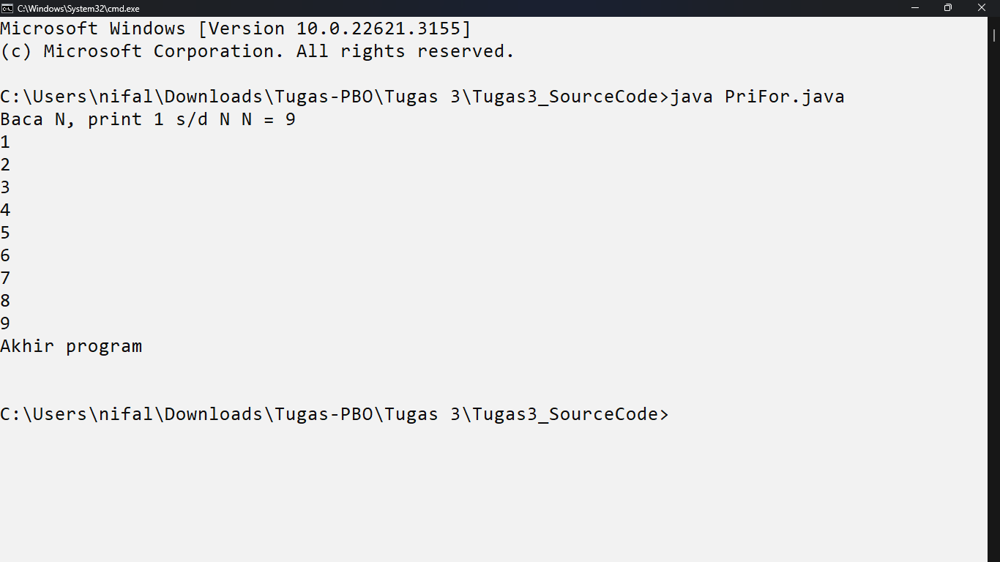 C:\Windows\System32\cmd.exe
Microsoft Windows [Version 10.0.22621.3155]
(c) Microsoft Corporation. All rights reserved.
C:\Users\nifal\Downloads\Tugas-PBO\Tugas 3\Tugas3_SourceCode>java PriFor.java
Baca N, print 1 s/d N N = 9
1
2
3
4
5
6
7
8
9
Akhir program
C:\Users\nifal\Downloads\Tugas-PBO\Tugas 3\Tugas3_SourceCode>